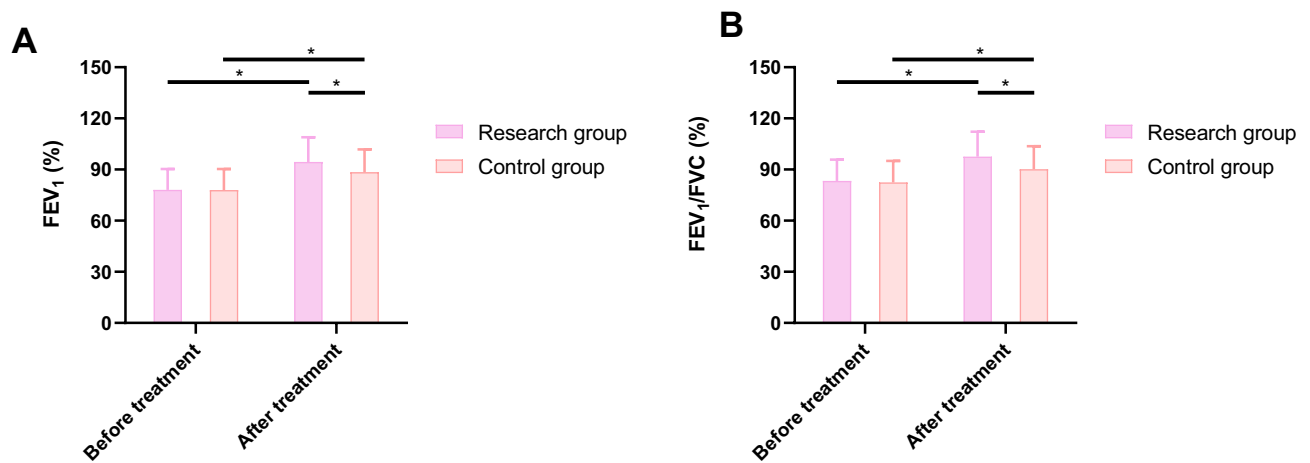 A
FEV₁ (%)
150
120
90
60
30
0
*
*
*
Before treatment
After treatment
Research group
Control group
B
FEV₁/FVC (%)
150
120
90
60
30
0
*
*
*
Before treatment
After treatment
Research group
Control group